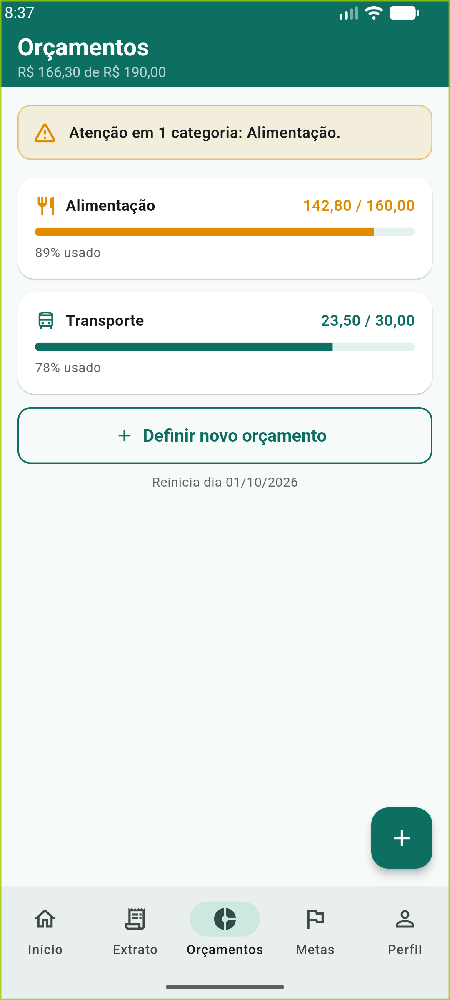 8:37
Orçamentos
R$ 166,30 de R$ 190,00
Atenção em 1 categoria: Alimentação.
Alimentação 142,80 / 160,00
89% usado
Transporte 23,50 / 30,00
78% usado
+ Definir novo orçamento
Reinicia dia 01/10/2026
+
Início Extrato Orçamentos Metas Perfil